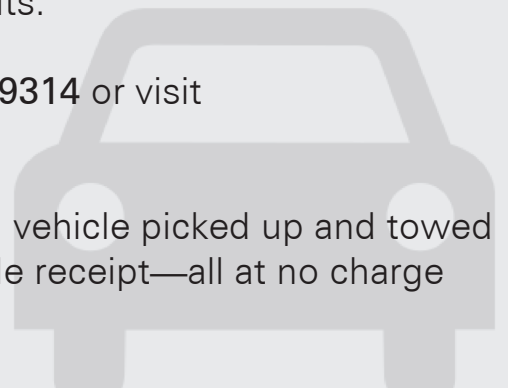 9314 or visit
vehicle picked up and towed
receipt—all at no charge